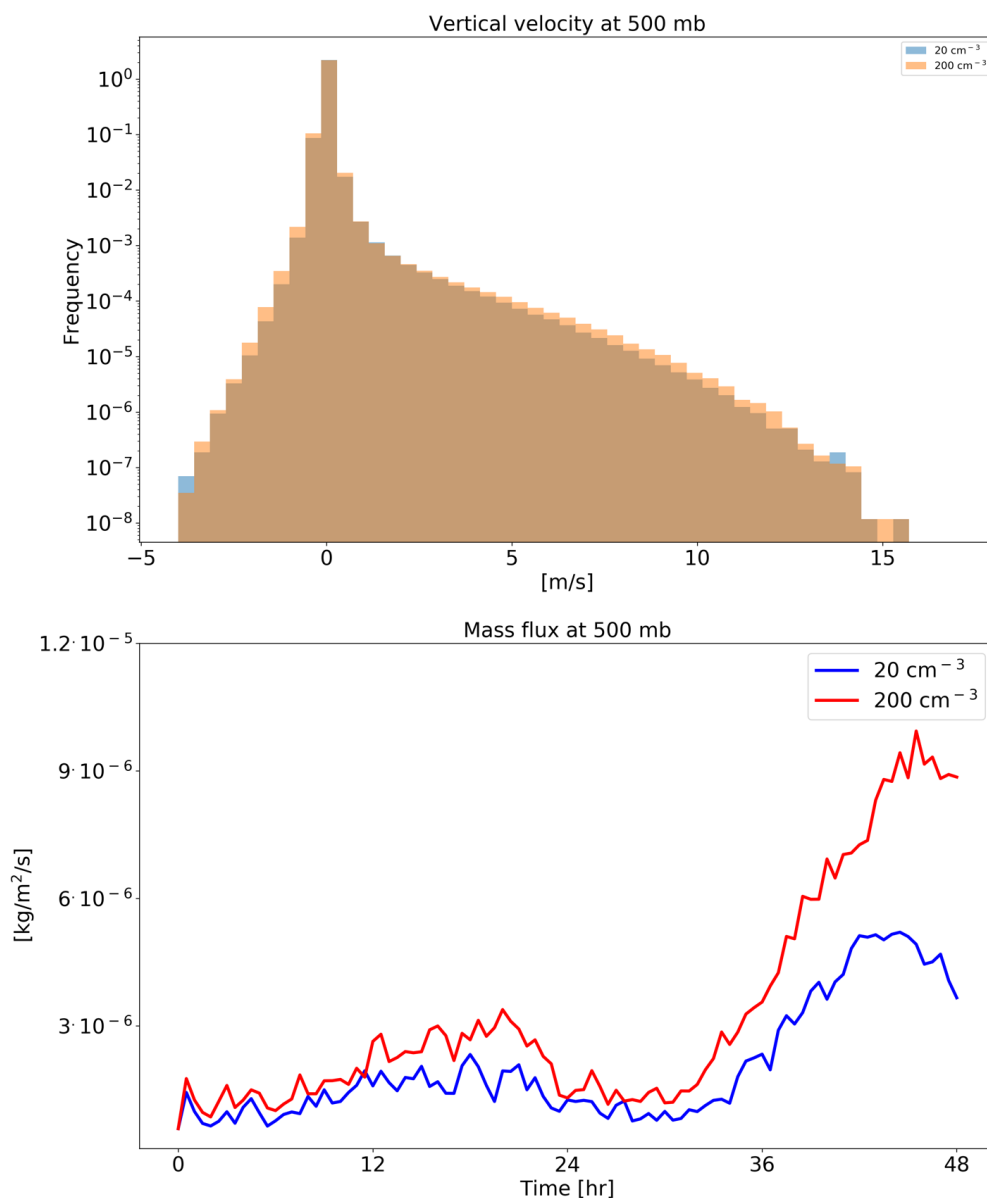 Vertical velocity at 500 mb
20 cm⁻³
200 cm⁻³
10⁰
10⁻¹
10⁻²
10⁻³
10⁻⁴
10⁻⁵
10⁻⁶
10⁻⁷
10⁻⁸
Frequency
−5 0 5 10 15
[m/s]
Mass flux at 500 mb
20 cm⁻³
200 cm⁻³
1.2·10⁻⁵
9·10⁻⁶
6·10⁻⁶
3·10⁻⁶
[kg/m²/s]
0 12 24 36 48
Time [hr]